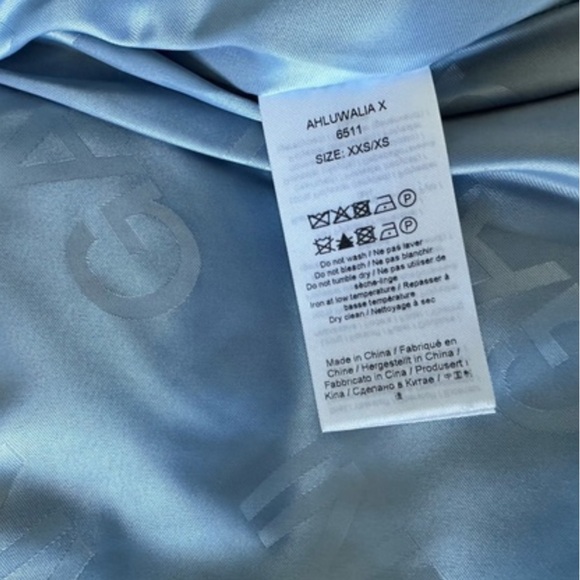 AHLUWALIA X
6511
SIZE: XXS/XS
P
P
Do not wash / Ne pas laver
Do not bleach / Ne pas blanchir
Do not tumble dry / Ne pas utiliser de
sèche-linge
Iron at low temperature / Repasser à
basse température
Dry clean / Nettoyage à sec
Made in China / Fabriqué en
Chine / Hergestellt in China /
Fabbricato in Cina / Produsert i
Kina / Сделано в Китае / 中国制
造